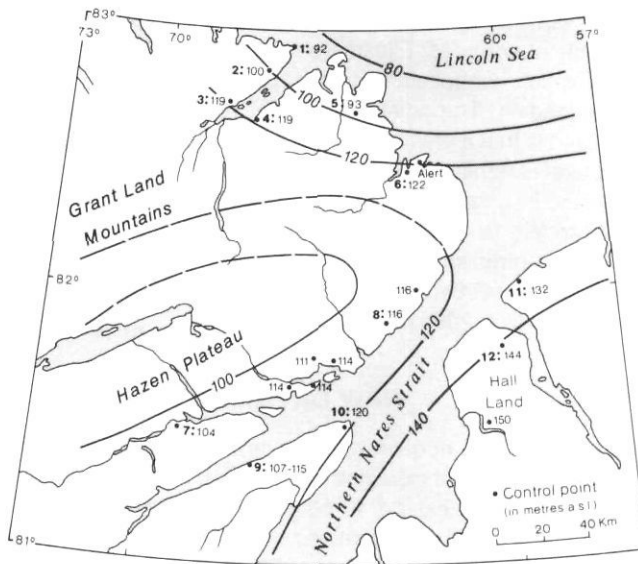 83°
73°
70°
60°
57°
1: 92
Lincoln Sea
80
2: 100
100
3: 119
4: 119
5: 93
120
Alert
6: 122
Grant Land
Mountains
82°
116
11: 132
8: 116
120
12: 144
111
114
Hazen Plateau
100
114
114
Hall
Land
7: 104
10: 120
140
150
Northern Nares Strait
9: 107-115
Control point
(in metres a s l)
0 20 40 Km
81°